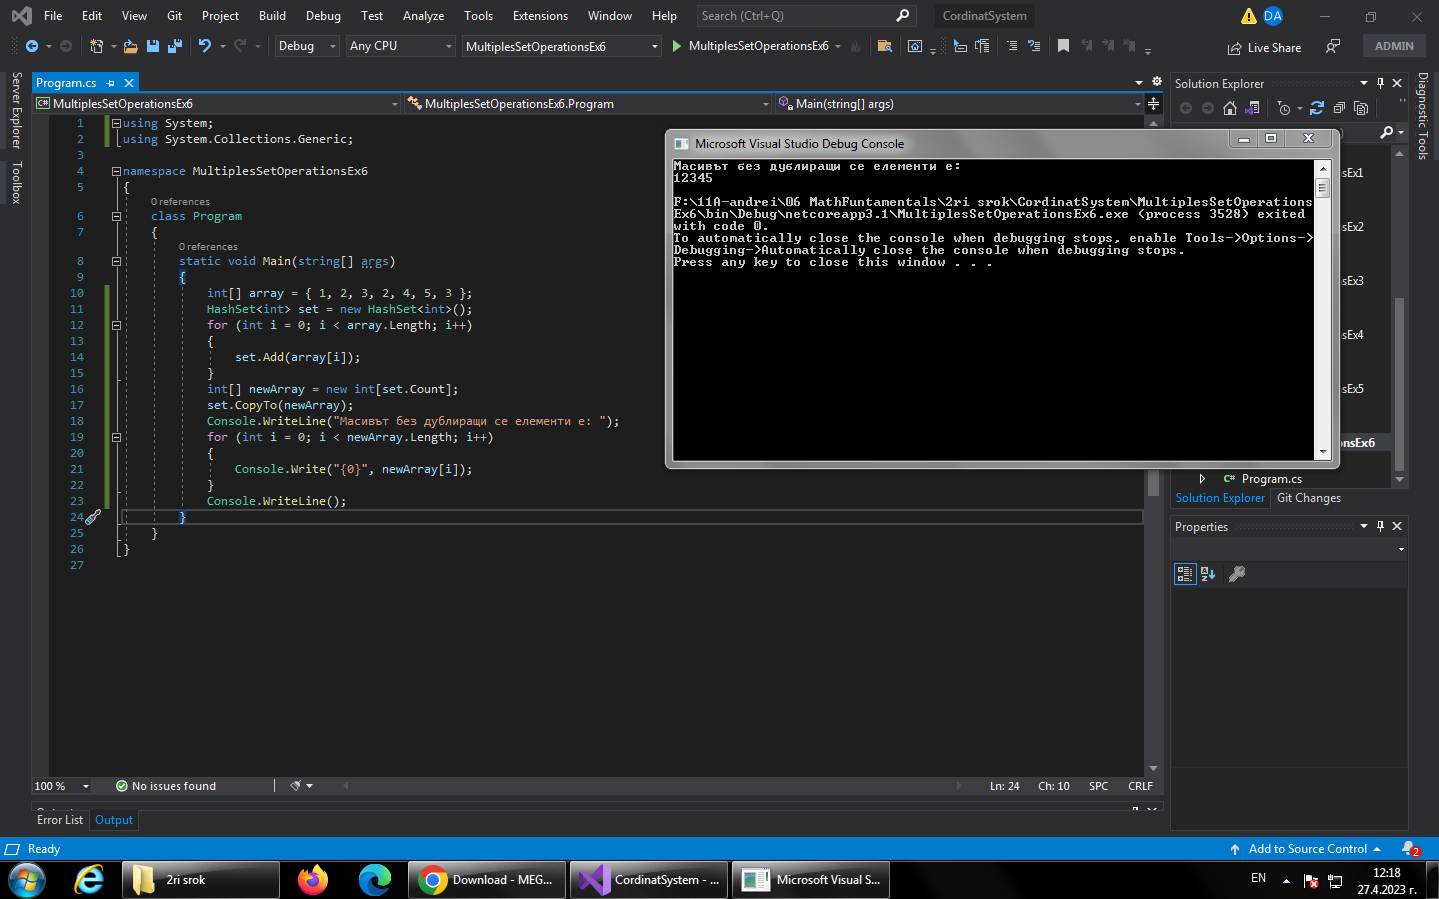 File Edit View Git Project Build Debug Test Analyze Tools Extensions Window Help Search (Ctrl+Q) CordinatSystem DA
Debug Any CPU MultiplesSetOperationsEx6 MultiplesSetOperationsEx6 Live Share ADMIN
Server Explorer
Toolbox
Program.cs
MultiplesSetOperationsEx6 MultiplesSetOperationsEx6.Program Main(string[] args)
1 using System;
2 using System.Collections.Generic;
3
4 namespace MultiplesSetOperationsEx6
5 {
0 references
6 class Program
7 {
0 references
8 static void Main(string[] args)
9 {
10 int[] array = { 1, 2, 3, 2, 4, 5, 3 };
11 HashSet<int> set = new HashSet<int>();
12 for (int i = 0; i < array.Length; i++)
13 {
14 set.Add(array[i]);
15 }
16 int[] newArray = new int[set.Count];
17 set.CopyTo(newArray);
18 Console.WriteLine("Масивът без дублиращи се елементи е: ");
19 for (int i = 0; i < newArray.Length; i++)
20 {
21 Console.Write("{0}", newArray[i]);
22 }
23 Console.WriteLine();
24 }
25 }
26 }
27
Microsoft Visual Studio Debug Console
Масивът без дублиращи се елементи е:
12345
F:\11A-andrei\06 MathFuntamentals\2ri srok\CordinatSystem\MultiplesSetOperations
Ex6\bin\Debug\netcoreapp3.1\MultiplesSetOperationsEx6.exe (process 3528) exited
with code 0.
To automatically close the console when debugging stops, enable Tools->Options->
Debugging->Automatically close the console when debugging stops.
Press any key to close this window . . .
Solution Explorer
sEx1
sEx2
sEx3
sEx4
sEx5
nsEx6
C# Program.cs
Solution Explorer Git Changes
Properties
Diagnostic Tools
100 % No issues found Ln: 24 Ch: 10 SPC CRLF
Error List Output
Ready Add to Source Control 2
2ri srok Download - MEG... CordinatSystem - ... Microsoft Visual S... EN 12:18
27.4.2023 г.